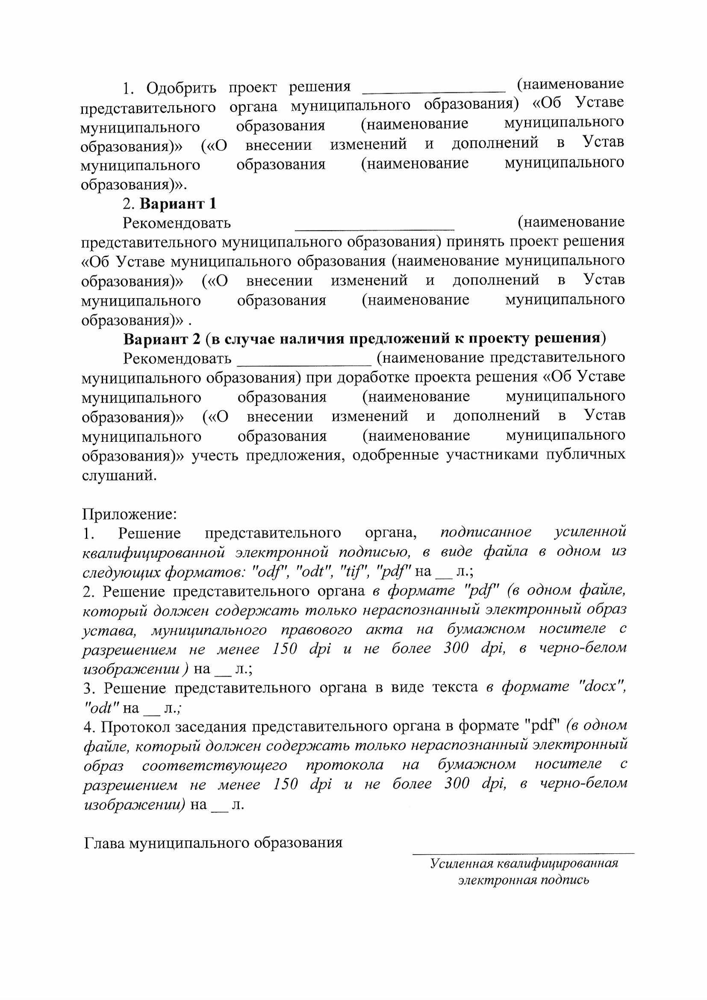 1. Одобрить проект решения _________________ (наименование
представительного органа муниципального образования) «Об Уставе
муниципального образования (наименование муниципального
образования)» («О внесении изменений и дополнений в Устав
муниципального образования (наименование муниципального
образования)».
2. Вариант 1
Рекомендовать ___________________ (наименование
представительного муниципального образования) принять проект решения
«Об Уставе муниципального образования (наименование муниципального
образования)» («О внесении изменений и дополнений в Устав
муниципального образования (наименование муниципального
образования)» .
Вариант 2 (в случае наличия предложений к проекту решения)
Рекомендовать ________________ (наименование представительного
муниципального образования) при доработке проекта решения «Об Уставе
муниципального образования (наименование муниципального
образования)» («О внесении изменений и дополнений в Устав
муниципального образования (наименование муниципального
образования)» учесть предложения, одобренные участниками публичных
слушаний.
Приложение:
1. Решение представительного органа, подписанное усиленной
квалифицированной электронной подписью, в виде файла в одном из
следующих форматов: "odf", "odt", "tif", "pdf" на __ л.;
2. Решение представительного органа в формате "pdf" (в одном файле,
который должен содержать только нераспознанный электронный образ
устава, муниципального правового акта на бумажном носителе с
разрешением не менее 150 dpi и не более 300 dpi, в черно-белом
изображении ) на __ л.;
3. Решение представительного органа в виде текста в формате "docx",
"odt" на __ л.;
4. Протокол заседания представительного органа в формате "pdf" (в одном
файле, который должен содержать только нераспознанный электронный
образ соответствующего протокола на бумажном носителе с
разрешением не менее 150 dpi и не более 300 dpi, в черно-белом
изображении) на __ л.
Глава муниципального образования __________________________
Усиленная квалифицированная
электронная подпись